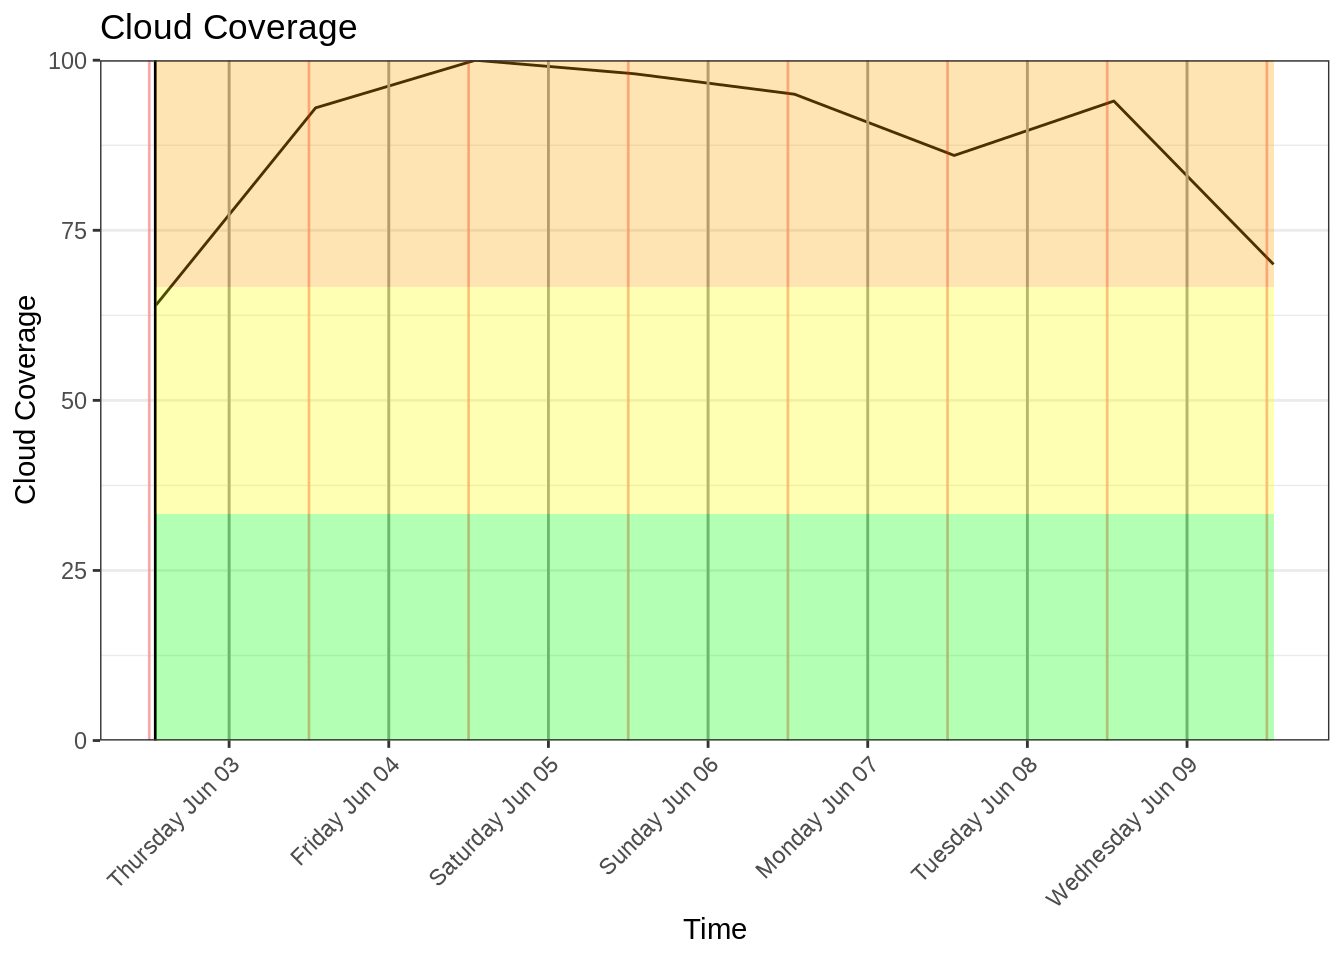 Cloud Coverage
100
75
50
25
0
Cloud Coverage
Thursday Jun 03
Friday Jun 04
Saturday Jun 05
Sunday Jun 06
Monday Jun 07
Tuesday Jun 08
Wednesday Jun 09
Time